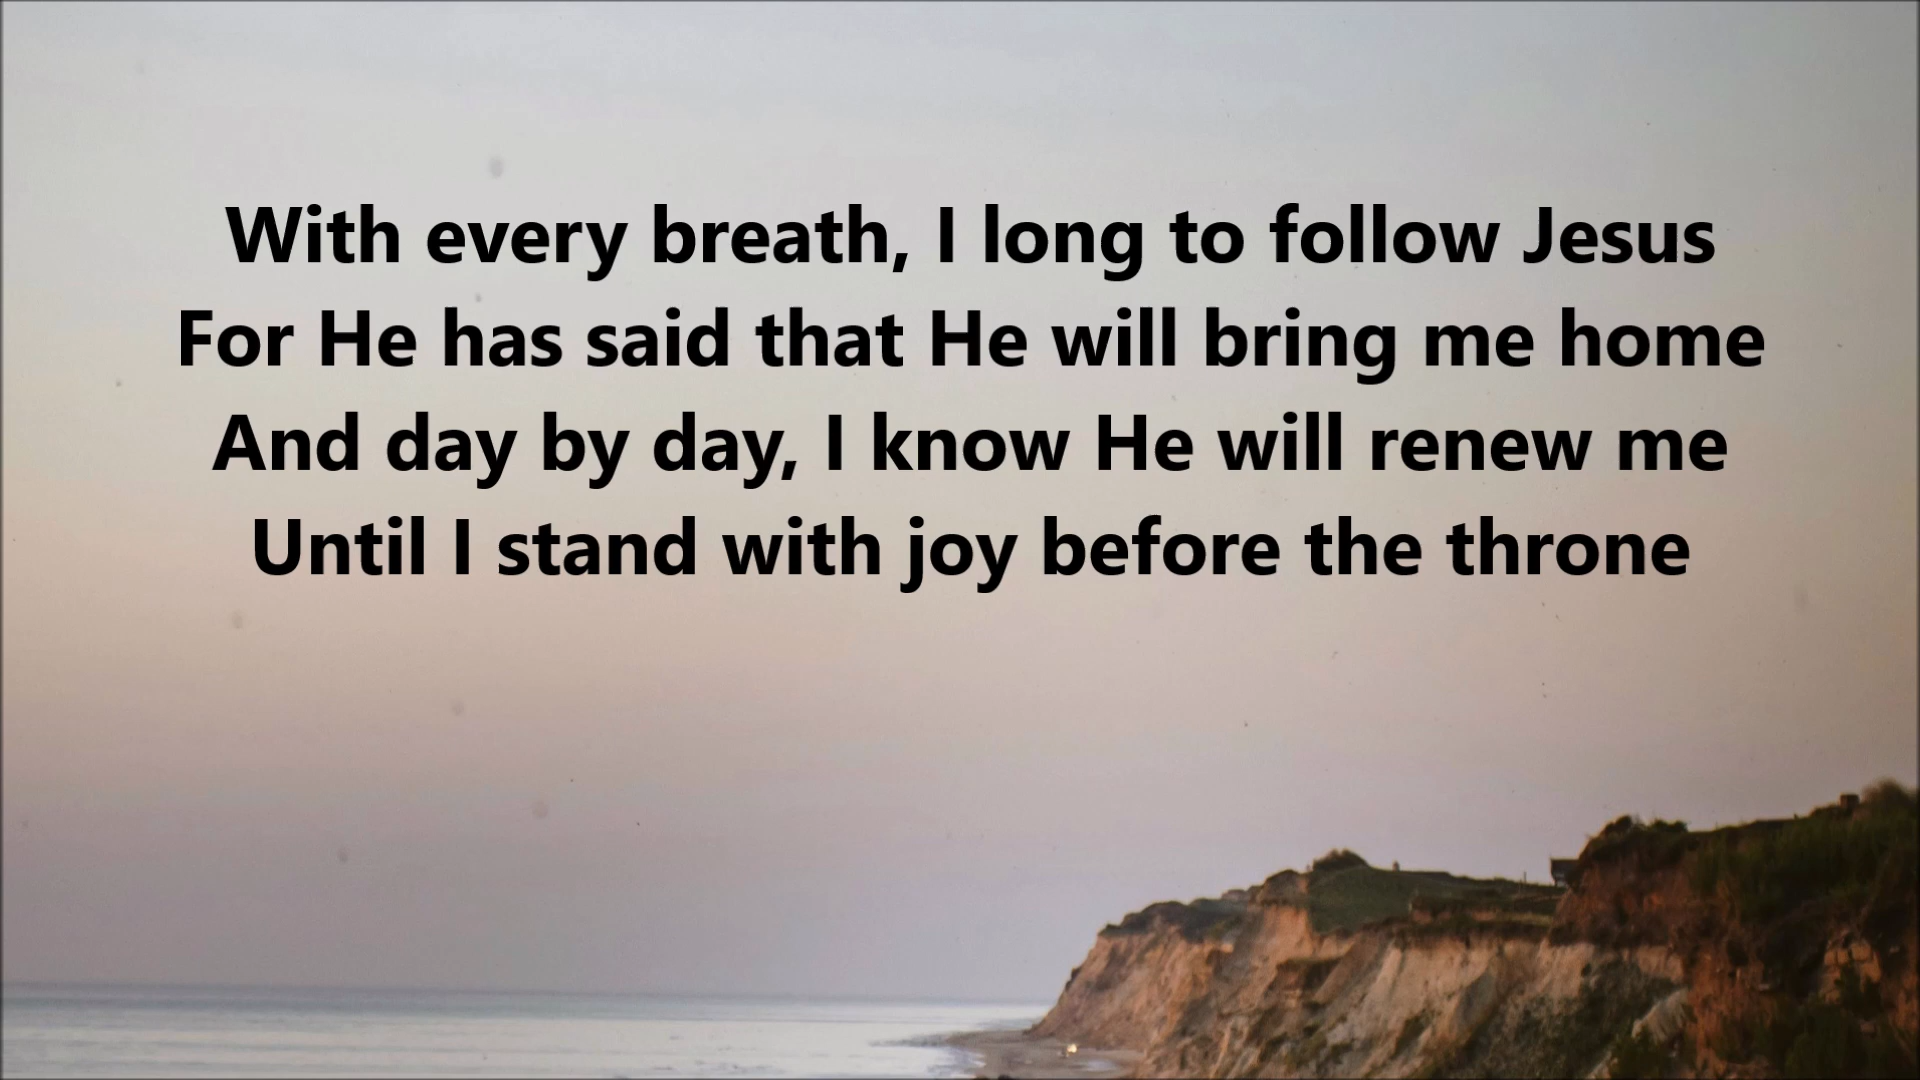 With every breath, I long to follow Jesus
For He has said that He will bring me home
And day by day, I know He will renew me
Until I stand with joy before the throne